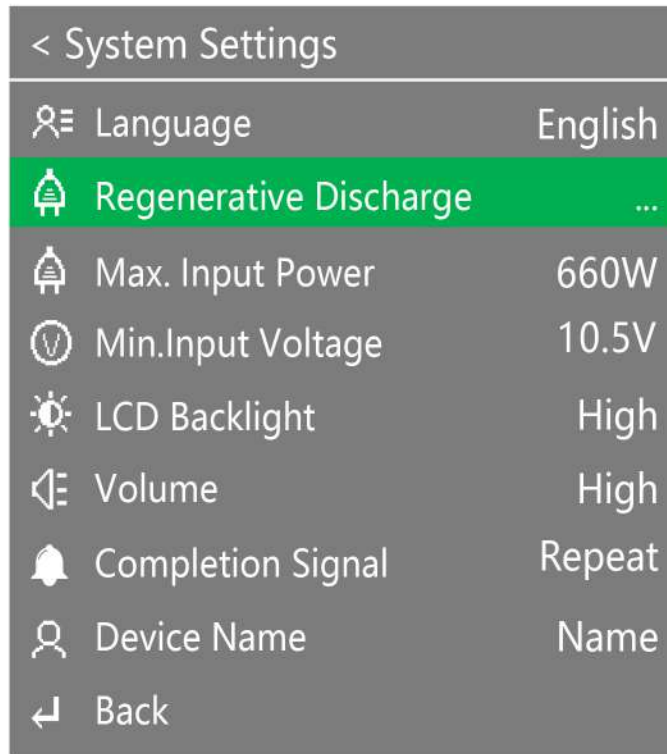 < System Settings
Language English
Regenerative Discharge ...
Max. Input Power 660W
Min.Input Voltage 10.5V
LCD Backlight High
Volume High
Completion Signal Repeat
Device Name Name
Back